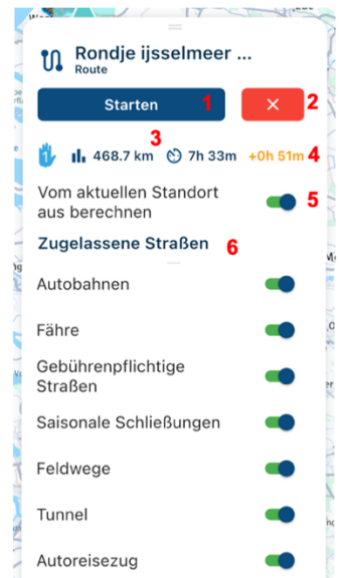 Rondje ijsselmeer ...
Route
Starten 1 × 2
3
468.7 km 7h 33m +0h 51m 4
Vom aktuellen Standort
aus berechnen 5
Zugelassene Straßen 6
Autobahnen
Fähre
Gebührenpflichtige
Straßen
Saisonale Schließungen
Feldwege
Tunnel
Autoreisezug